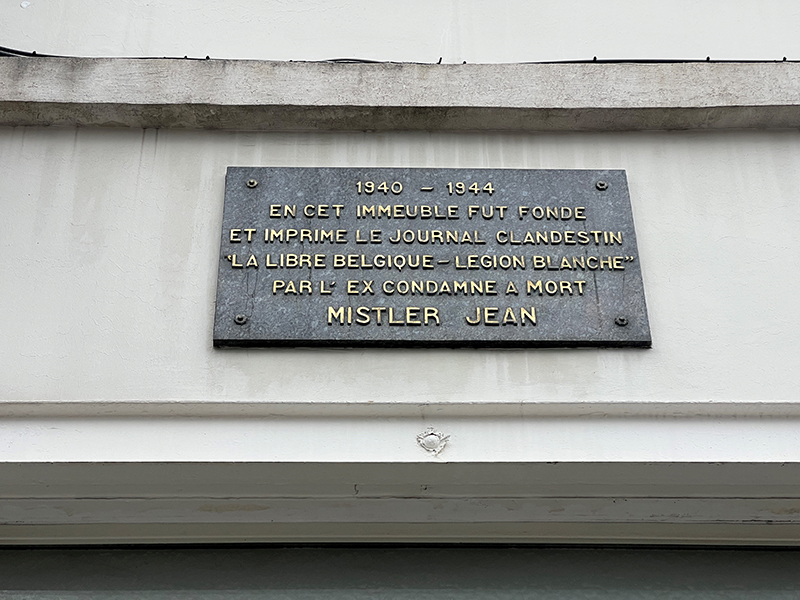 1940 – 1944
EN CET IMMEUBLE FUT FONDE
ET IMPRIME LE JOURNAL CLANDESTIN
“LA LIBRE BELGIQUE – LEGION BLANCHE”
PAR L' EX CONDAMNE A MORT
MISTLER JEAN